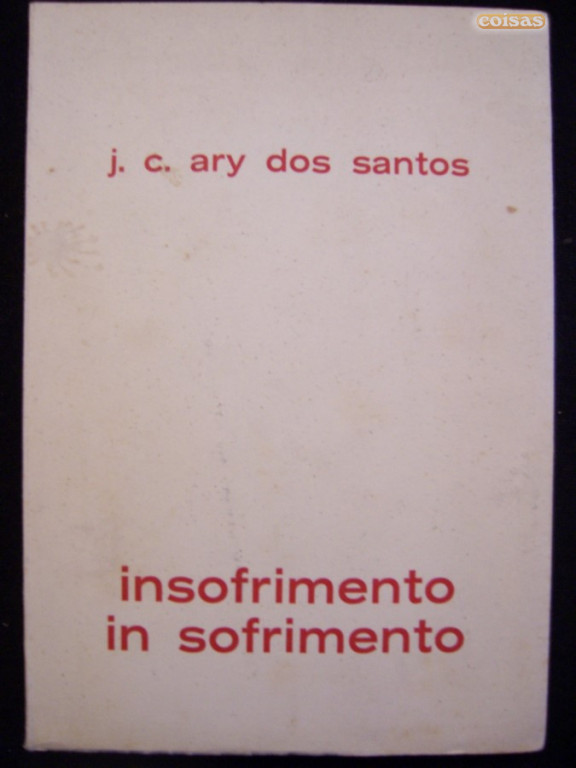 coisas
j. c. ary dos santos
insofrimento
in sofrimento